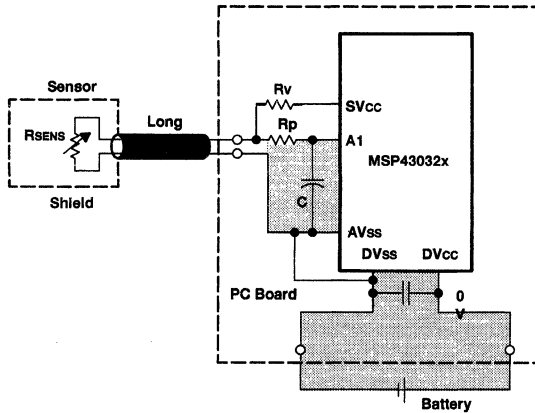 Sensor
RSENS
Shield
Long
Rv
Rp
C
SVCC
A1
MSP43032x
AVSS
DVSS DVCC
PC Board
0
V
Battery